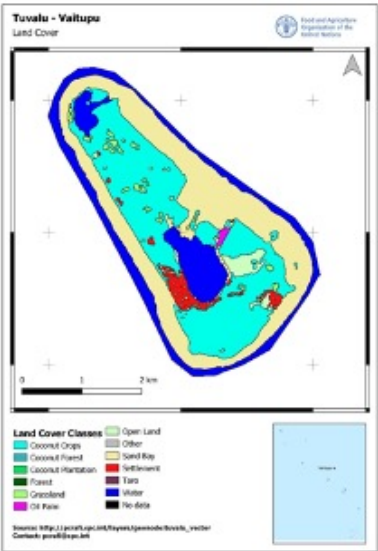 Tuvalu - Vaitupu
Land Cover
Food and Agriculture
Organization of the
United Nations
0 1 2 km
Land Cover Classes
Coconut Crops
Coconut Forest
Coconut Plantation
Forest
Grassland
Oil Palm
Open Land
Other
Sand Bay
Settlement
Taro
Water
No data